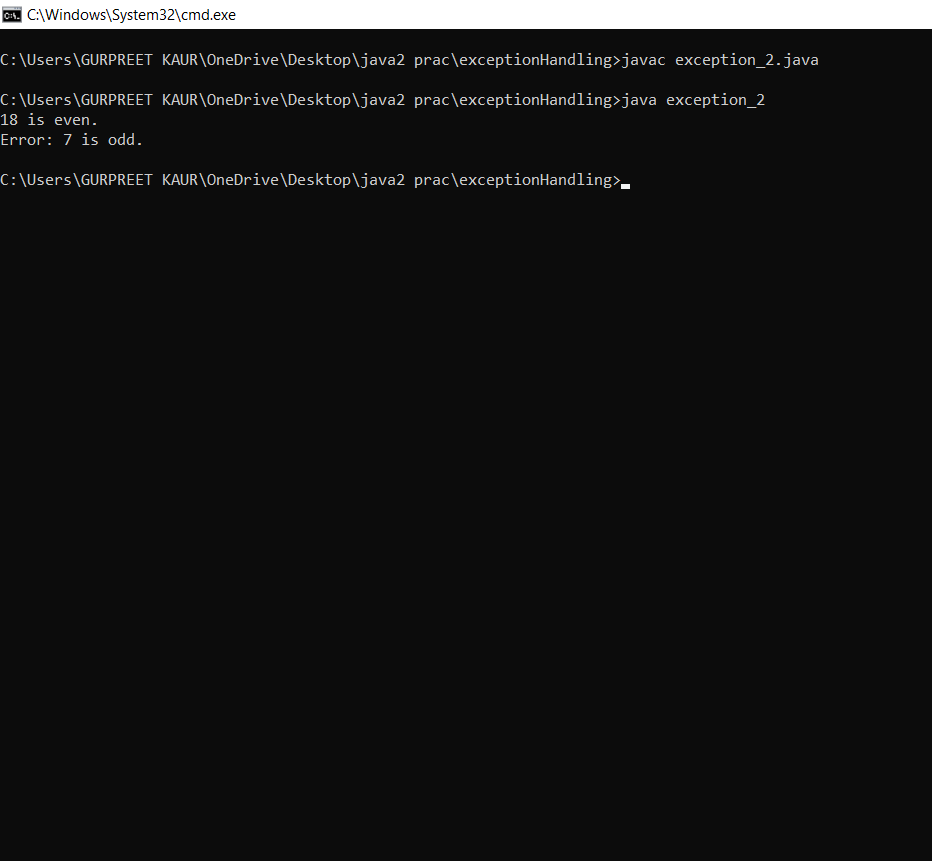 C:\Windows\System32\cmd.exe
C:\Users\GURPREET KAUR\OneDrive\Desktop\java2 prac\exceptionHandling>javac exception_2.java
C:\Users\GURPREET KAUR\OneDrive\Desktop\java2 prac\exceptionHandling>java exception_2
18 is even.
Error: 7 is odd.
C:\Users\GURPREET KAUR\OneDrive\Desktop\java2 prac\exceptionHandling>